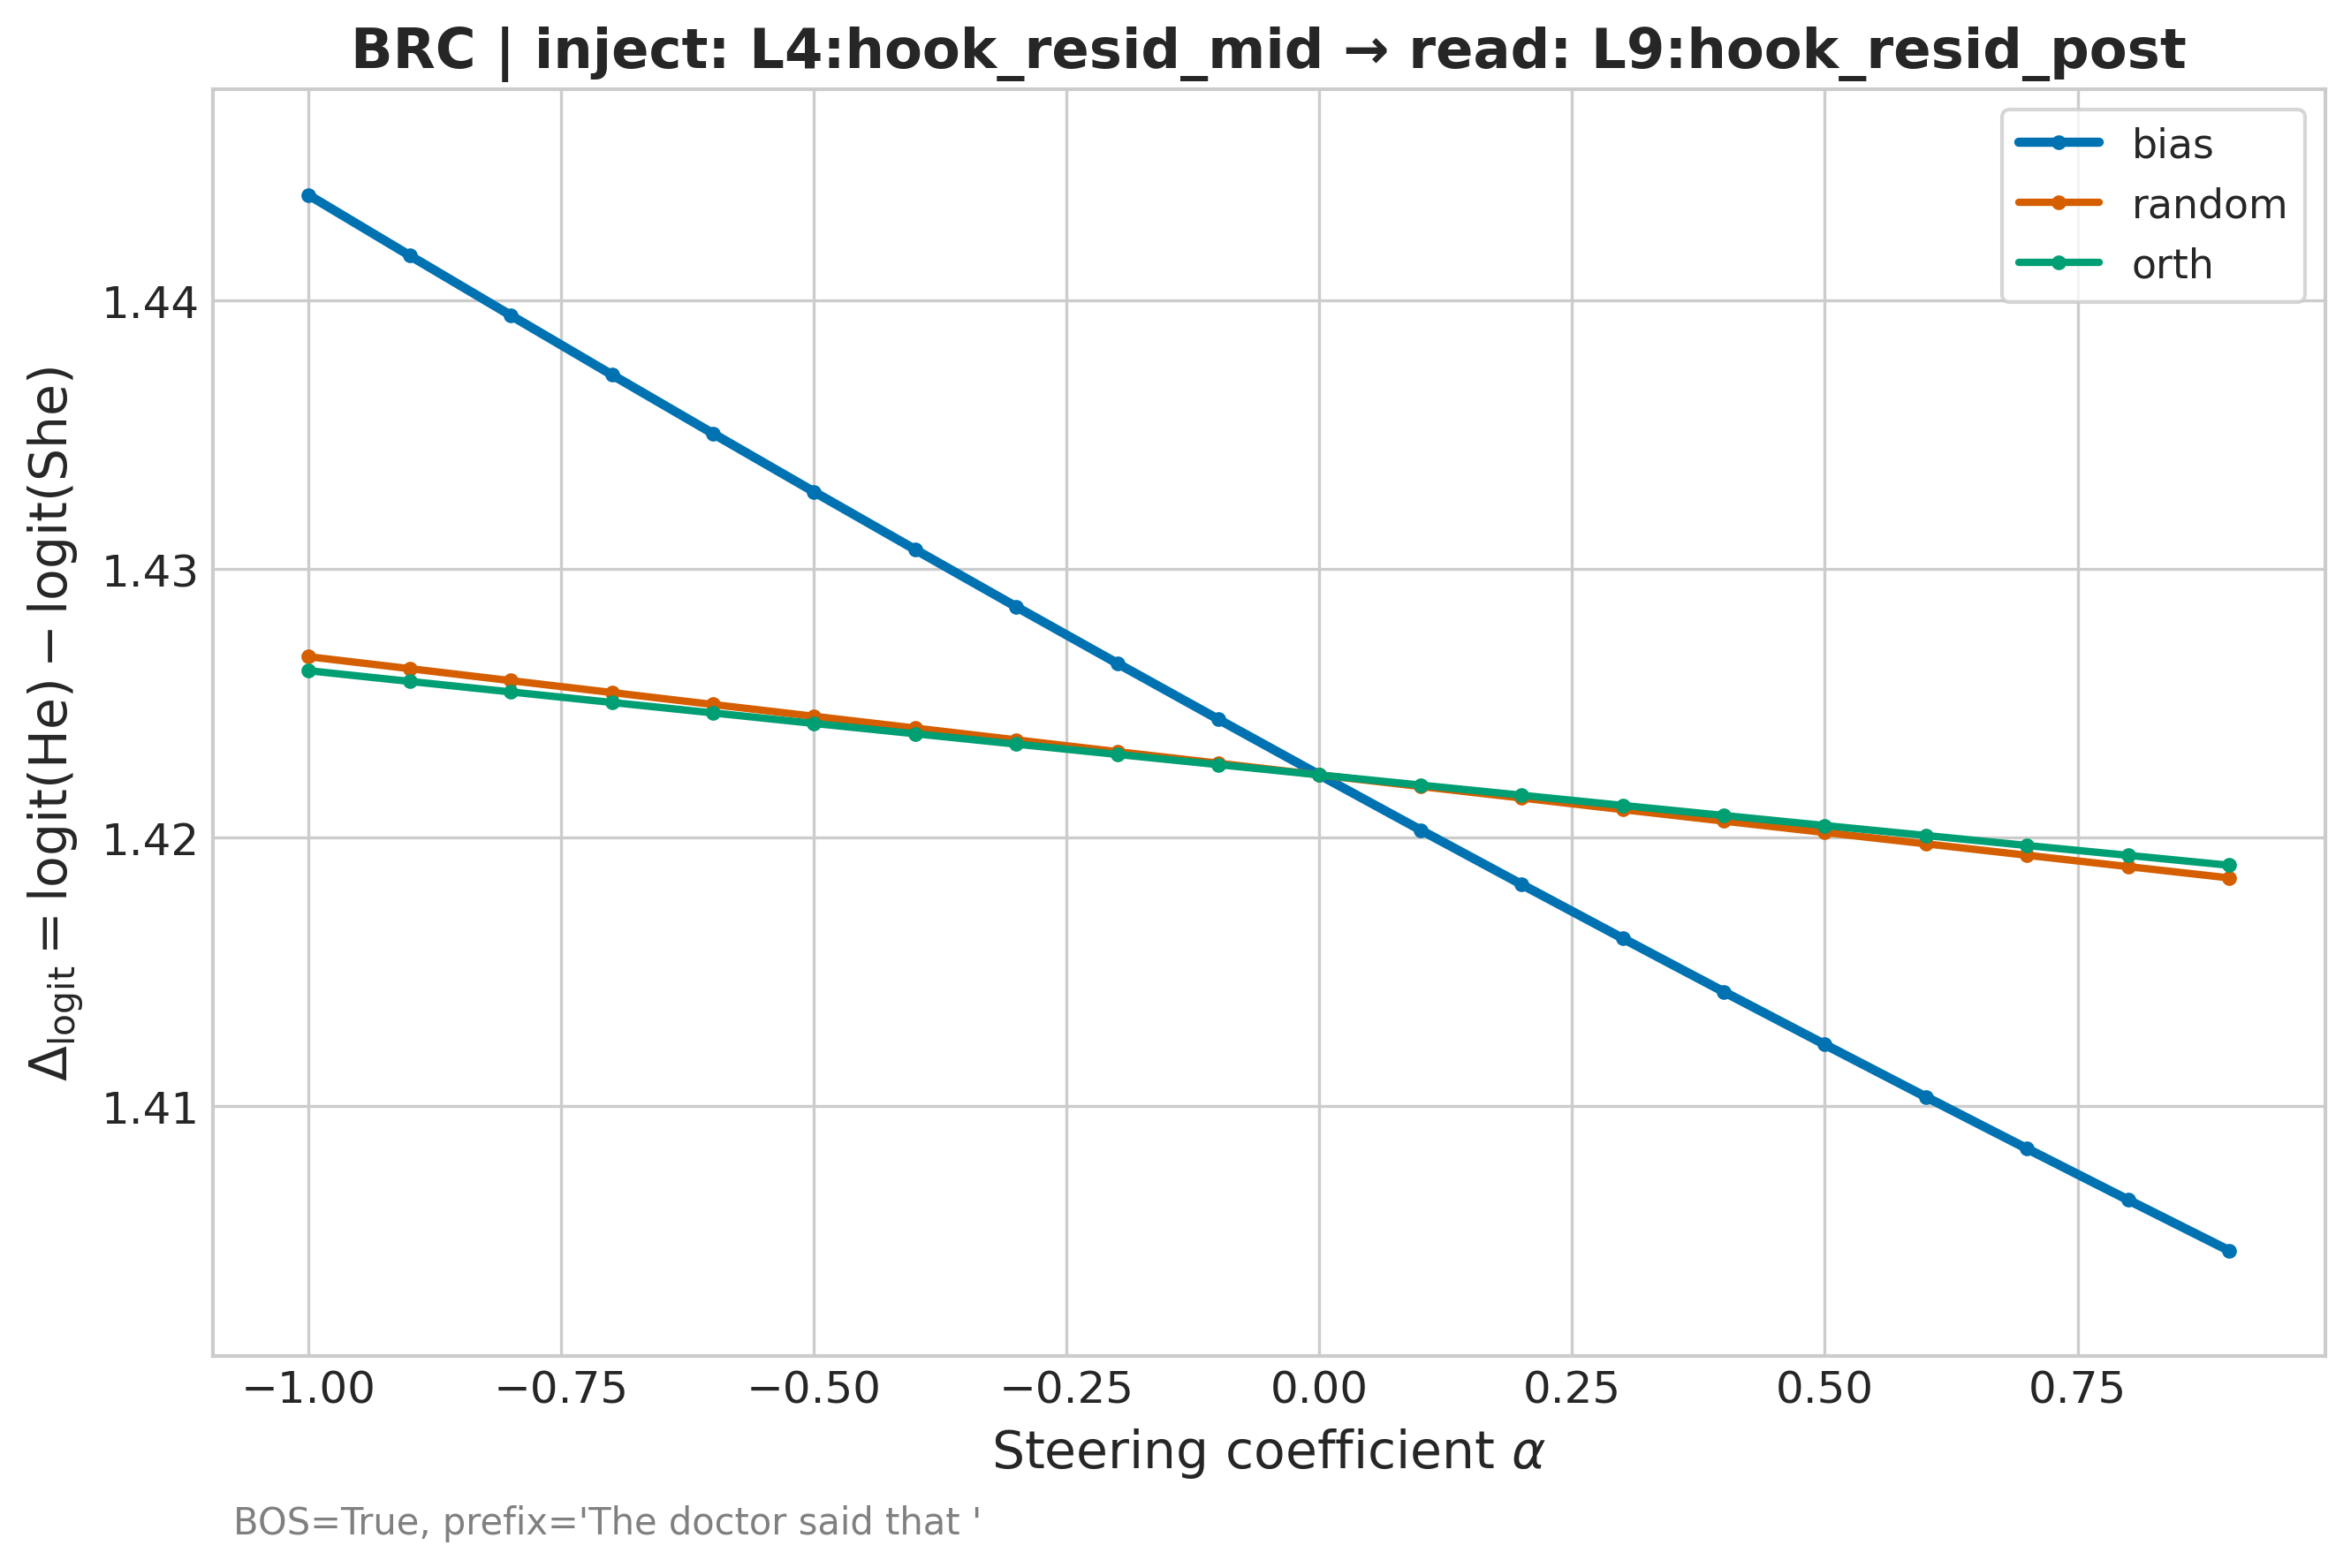 BRC | inject: L4:hook_resid_mid → read: L9:hook_resid_post
bias
random
orth
Δlogit = logit(He) − logit(She)
1.44
1.43
1.42
1.41
−1.00 −0.75 −0.50 −0.25 0.00 0.25 0.50 0.75
Steering coefficient α
BOS=True, prefix='The doctor said that '